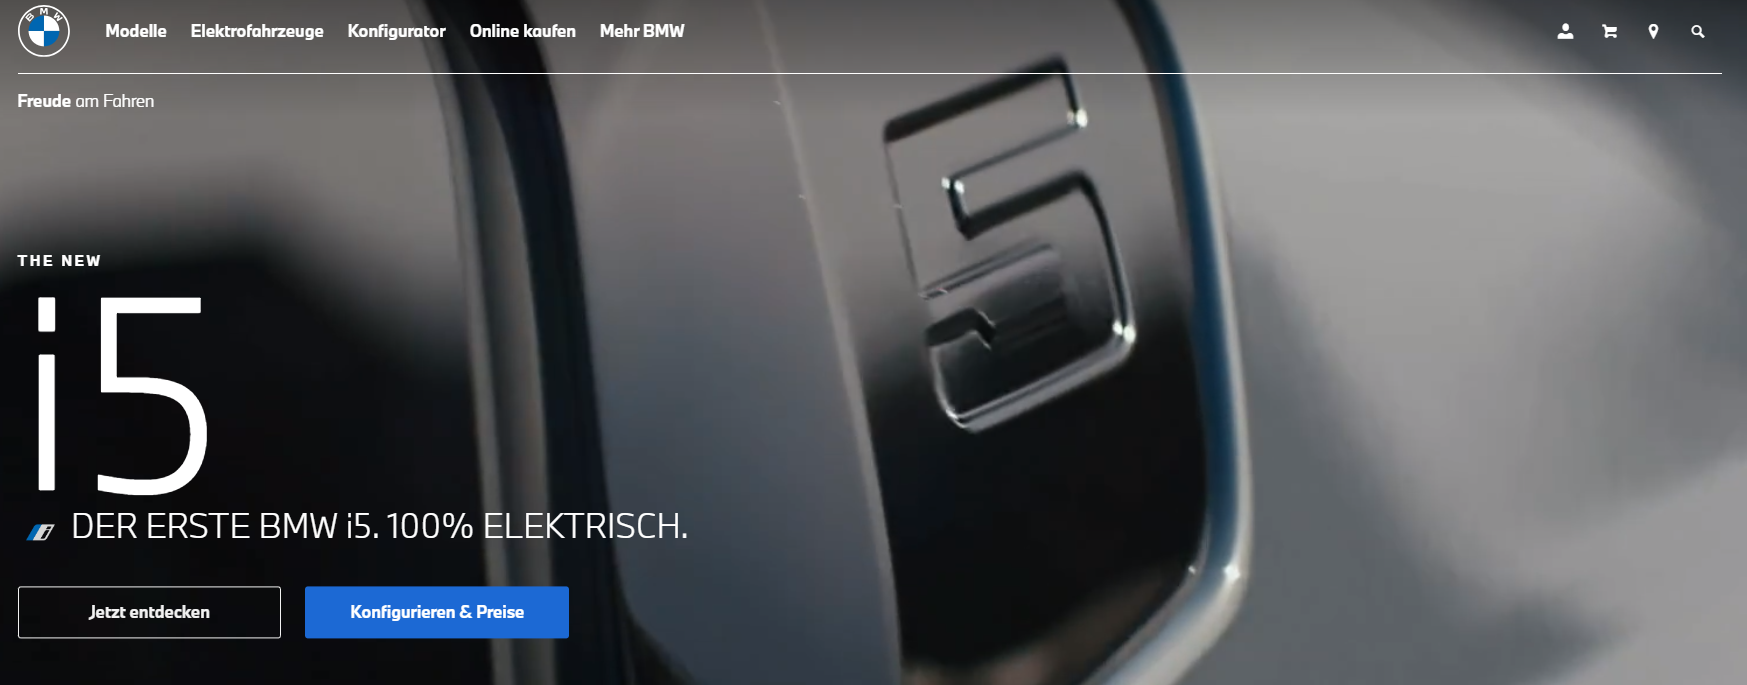 BMW
Modelle Elektrofahrzeuge Konfigurator Online kaufen Mehr BMW
Freude am Fahren
5
THE NEW
i5
i DER ERSTE BMW i5. 100% ELEKTRISCH.
Jetzt entdecken Konfigurieren & Preise